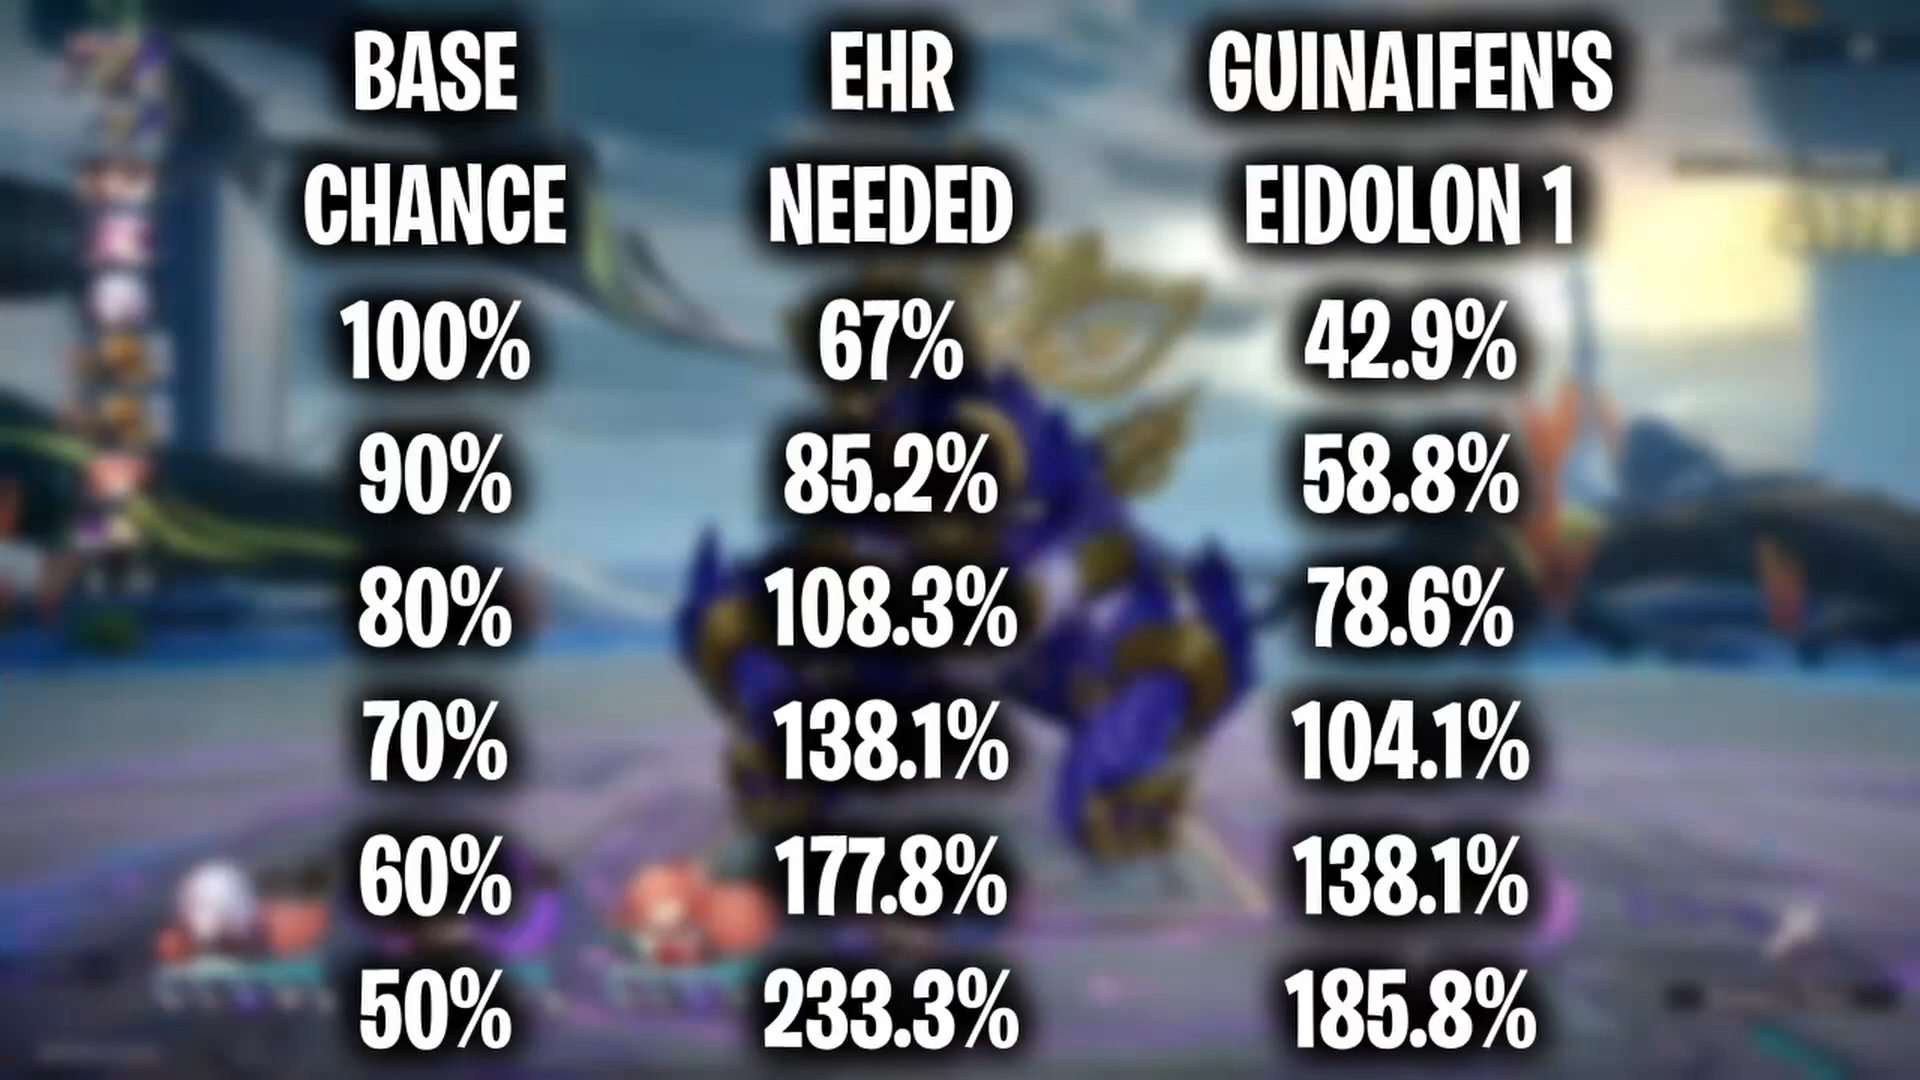 BASE EHR GUINAIFEN'S
CHANCE NEEDED EIDOLON 1
100% 67% 42.9%
90% 85.2% 58.8%
80% 108.3% 78.6%
70% 138.1% 104.1%
60% 177.8% 138.1%
50% 233.3% 185.8%